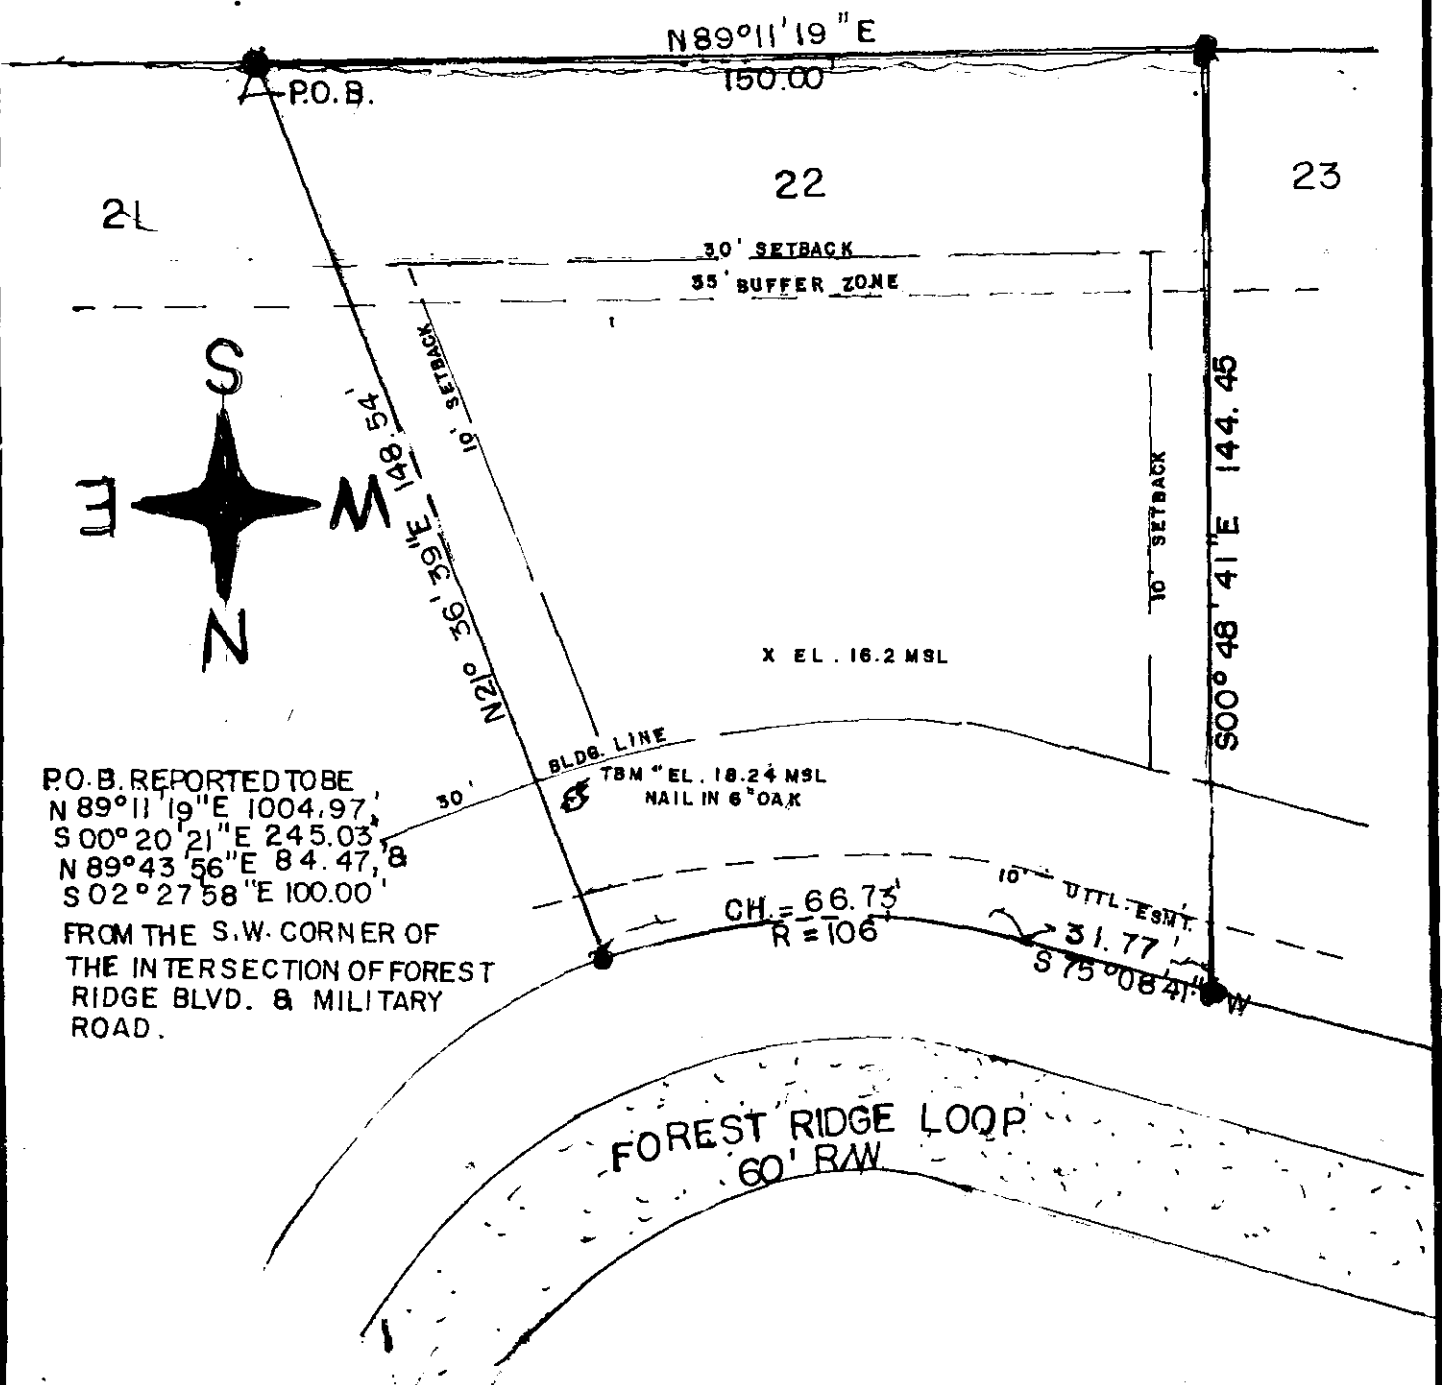 N89°11'19"E
150.00'
P.O.B.
21
22
23
30' SETBACK
35' BUFFER ZONE
10' SETBACK
N21° 36' 39"E 148.54'
10' SETBACK
S00° 48' 41"E 144.45
S
E
W
N
X EL. 16.2 MSL
BLDG. LINE
30'
TBM "EL. 18.24 MSL
NAIL IN 6"OAK
P.O.B. REPORTED TO BE
N 89°11'19"E 1004.97,'
S 00°20'21"E 245.03,'
N 89°43'56"E 84.47,'&
S 02°27'58"E 100.00'
FROM THE S.W. CORNER OF
THE INTERSECTION OF FOREST
RIDGE BLVD. & MILITARY
ROAD.
10' UTTL. ESMT.
CH. = 66.73'
R = 106'
31.77'
S 75°08'41" W
FOREST RIDGE LOOP
60' R/W